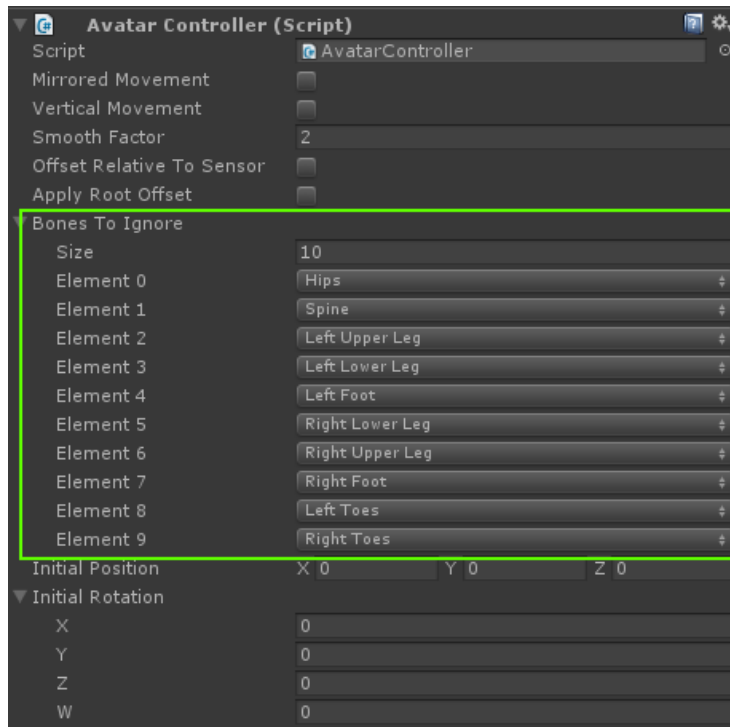 Avatar Controller (Script)
Script AvatarController
Mirrored Movement
Vertical Movement
Smooth Factor 2
Offset Relative To Sensor
Apply Root Offset
Bones To Ignore
Size 10
Element 0 Hips
Element 1 Spine
Element 2 Left Upper Leg
Element 3 Left Lower Leg
Element 4 Left Foot
Element 5 Right Lower Leg
Element 6 Right Upper Leg
Element 7 Right Foot
Element 8 Left Toes
Element 9 Right Toes
Initial Position X 0 Y 0 Z 0
Initial Rotation
X 0
Y 0
Z 0
W 0